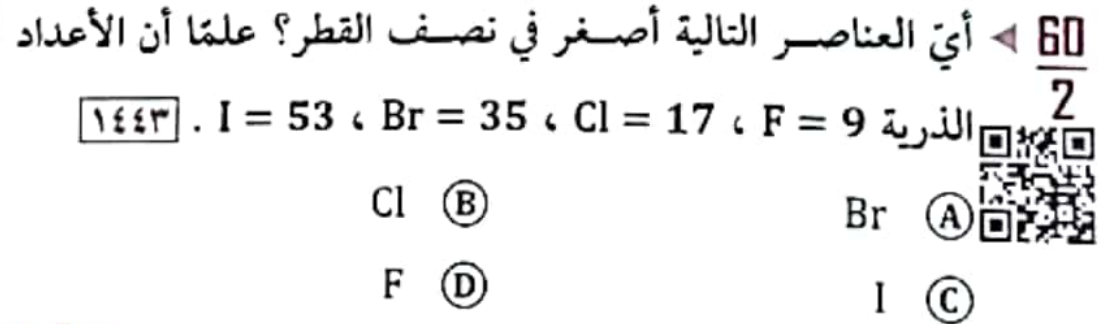 60/2 ◄ أيّ العناصر التالية أصغر في نصف القطر؟ علمًا أن الأعداد
الذرية F = 9 ، Cl = 17 ، Br = 35 ، I = 53 . ١٤٤٣
Br Ⓐ Cl Ⓑ
I Ⓒ F Ⓓ